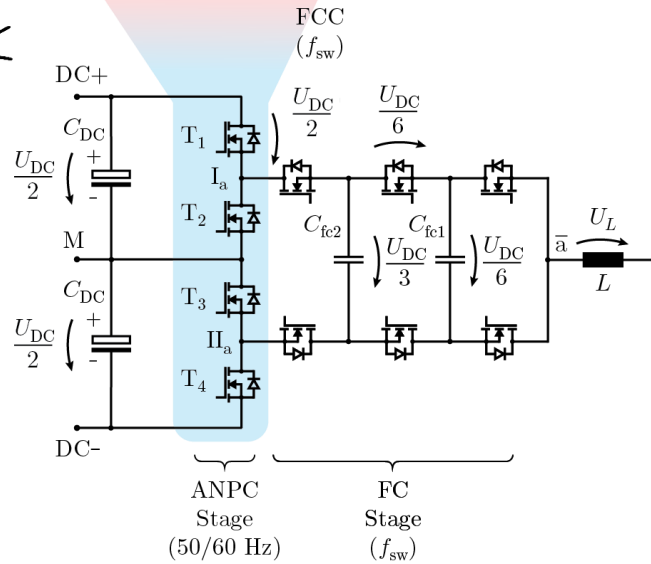 FCC
(f_sw)
DC+
U_DC/2
U_DC/6
C_DC
T_1
+
U_DC/2
-
I_a
T_2
C_fc2
C_fc1
U_L
M
U_DC/3
U_DC/6
a̅
C_DC
T_3
L
+
U_DC/2
-
II_a
T_4
DC-
ANPC
Stage
(50/60 Hz)
FC
Stage
(f_sw)